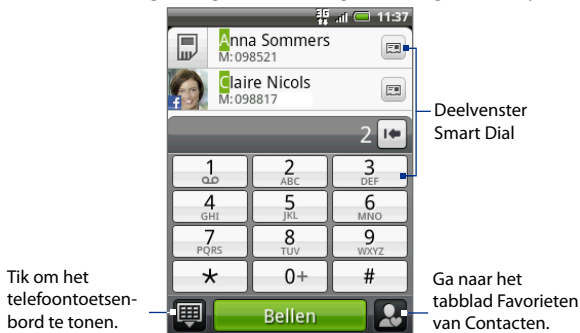 11:37
Anna Sommers
M: 098521
Claire Nicols
M: 098817
Deelvenster
Smart Dial
2
1
2
ABC
3
DEF
4
GHI
5
JKL
6
MNO
7
PQRS
8
TUV
9
WXYZ
*
0+
#
Tik om het
telefoontoetsen-
bord te tonen.
Bellen
Ga naar het
tabblad Favorieten
van Contacten.